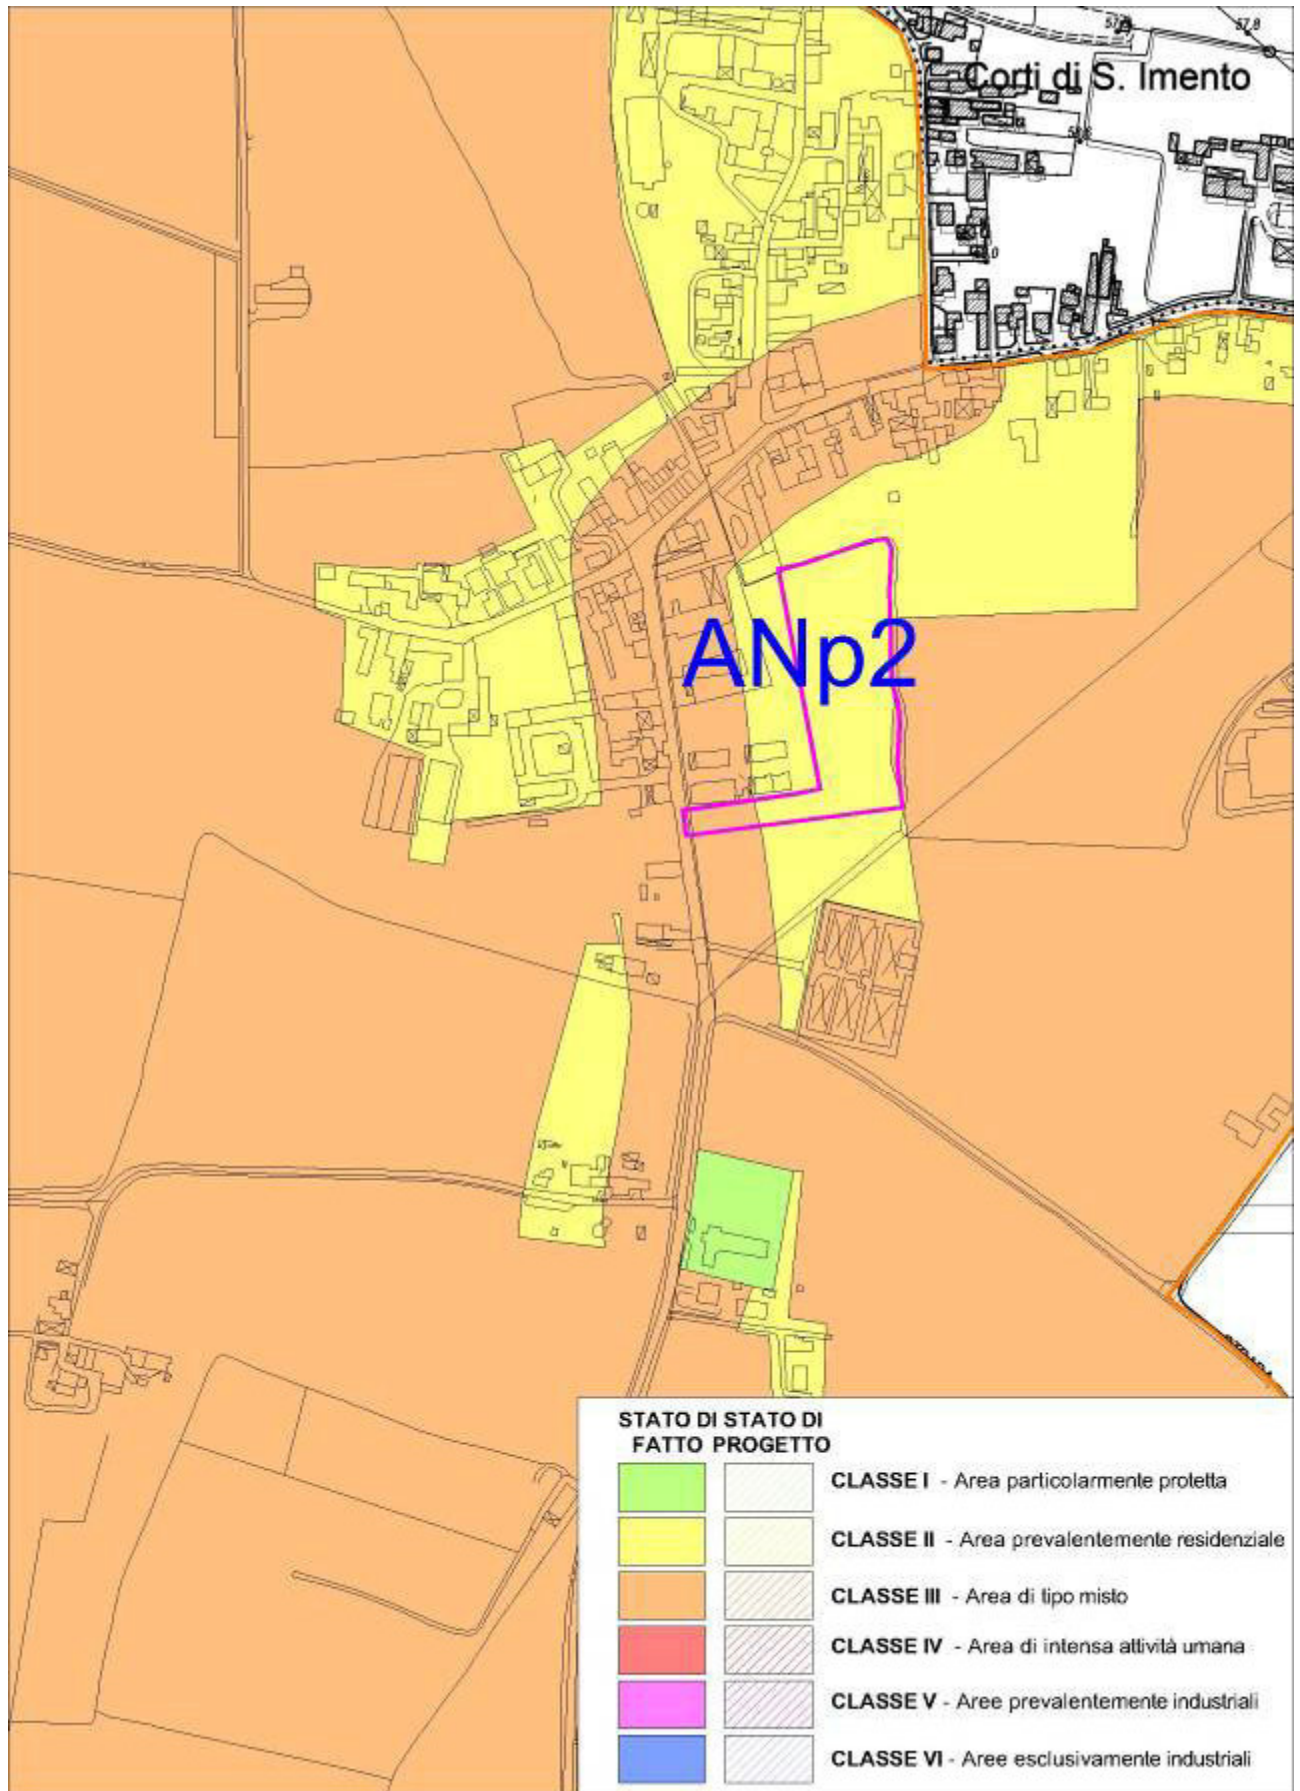 57,8
Corti di S. Imento
ANp2
STATO DI STATO DI
FATTO PROGETTO
CLASSE I - Area particolarmente protetta
CLASSE II - Area prevalentemente residenziale
CLASSE III - Area di tipo misto
CLASSE IV - Area di intensa attività umana
CLASSE V - Aree prevalentemente industriali
CLASSE VI - Aree esclusivamente industriali